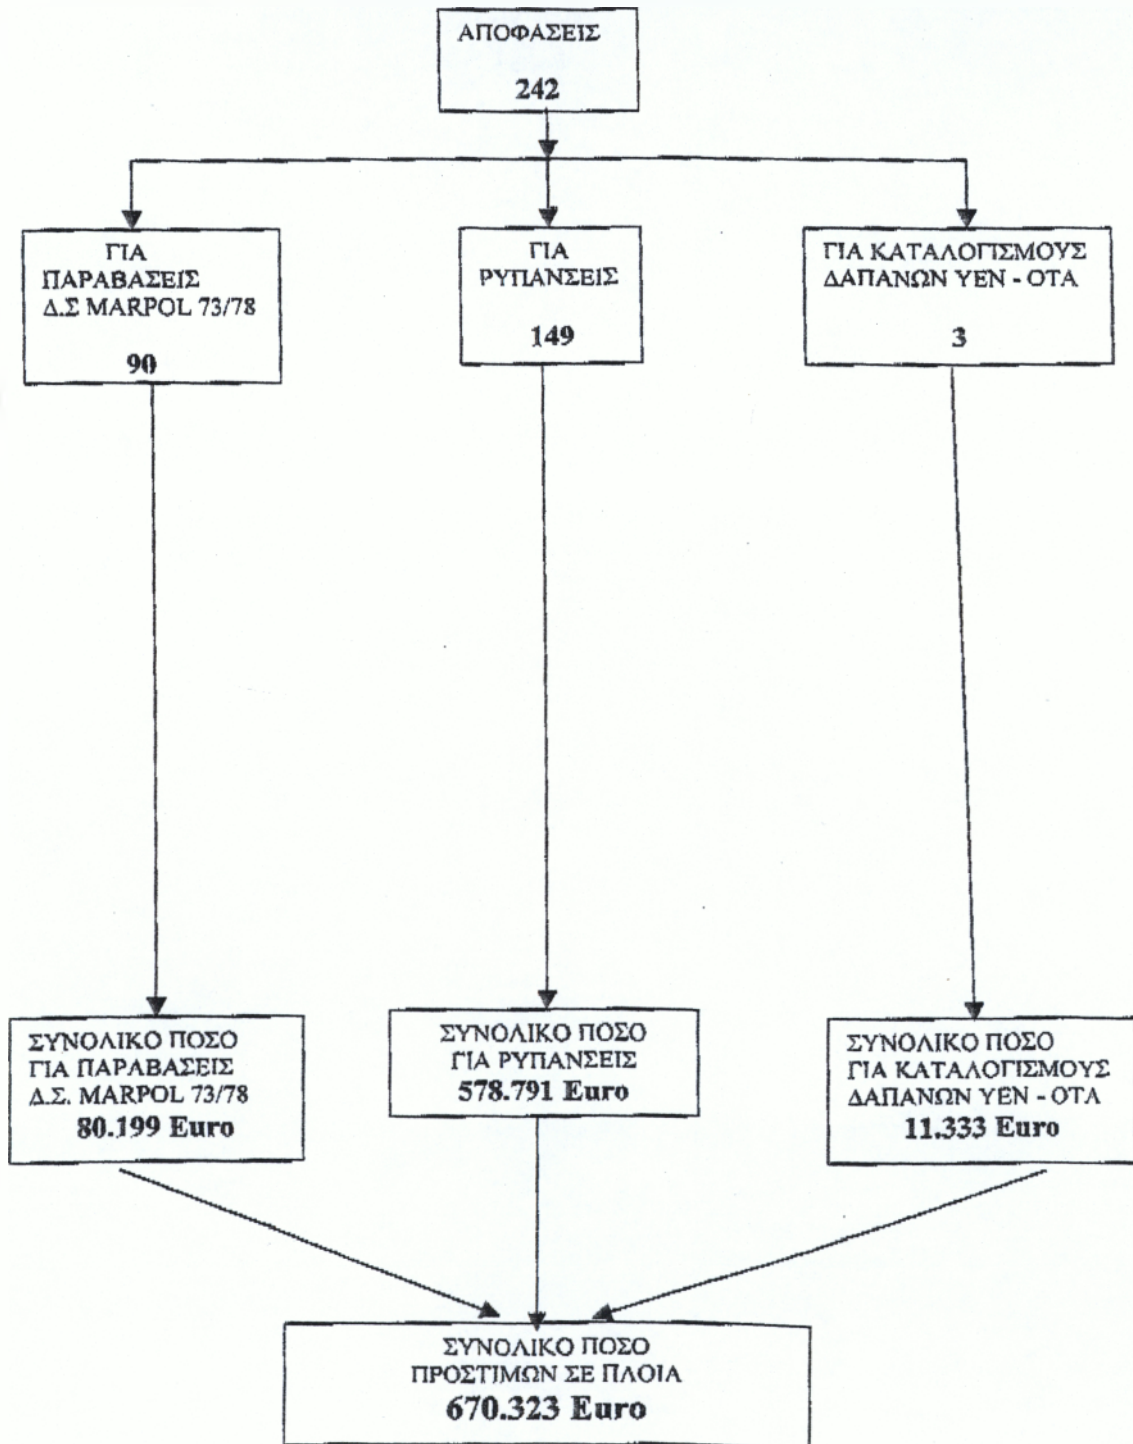 ΑΠΟΦΑΣΕΙΣ
242
ΓΙΑ
ΠΑΡΑΒΑΣΕΙΣ
Δ.Σ MARPOL 73/78
90
ΓΙΑ
ΡΥΠΑΝΣΕΙΣ
149
ΓΙΑ ΚΑΤΑΛΟΓΙΣΜΟΥΣ
ΔΑΠΑΝΩΝ ΥΕΝ - ΟΤΑ
3
ΣΥΝΟΛΙΚΟ ΠΟΣΟ
ΓΙΑ ΠΑΡΑΒΑΣΕΙΣ
Δ.Σ. MARPOL 73/78
80.199 Euro
ΣΥΝΟΛΙΚΟ ΠΟΣΟ
ΓΙΑ ΡΥΠΑΝΣΕΙΣ
578.791 Euro
ΣΥΝΟΛΙΚΟ ΠΟΣΟ
ΓΙΑ ΚΑΤΑΛΟΓΙΣΜΟΥΣ
ΔΑΠΑΝΩΝ ΥΕΝ - ΟΤΑ
11.333 Euro
ΣΥΝΟΛΙΚΟ ΠΟΣΟ
ΠΡΟΣΤΙΜΩΝ ΣΕ ΠΛΟΙΑ
670.323 Euro